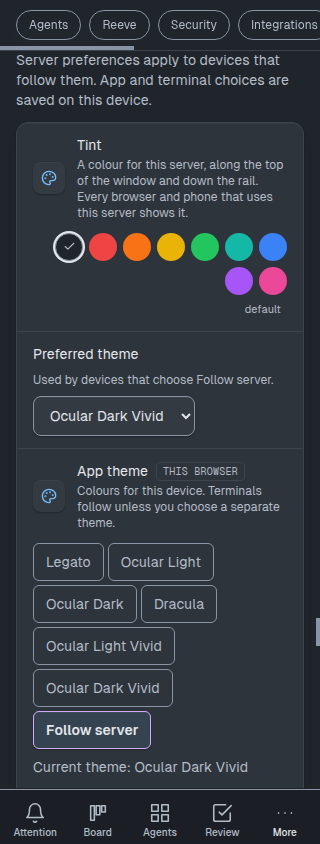 Agents Reeve Security Integrations
Server preferences apply to devices that
follow them. App and terminal choices are
saved on this device.
Tint
A colour for this server, along the top
of the window and down the rail.
Every browser and phone that uses
this server shows it.
default
Preferred theme
Used by devices that choose Follow server.
Ocular Dark Vivid
App theme THIS BROWSER
Colours for this device. Terminals
follow unless you choose a separate
theme.
Legato Ocular Light
Ocular Dark Dracula
Ocular Light Vivid
Ocular Dark Vivid
Follow server
Current theme: Ocular Dark Vivid
Attention Board Agents Review More